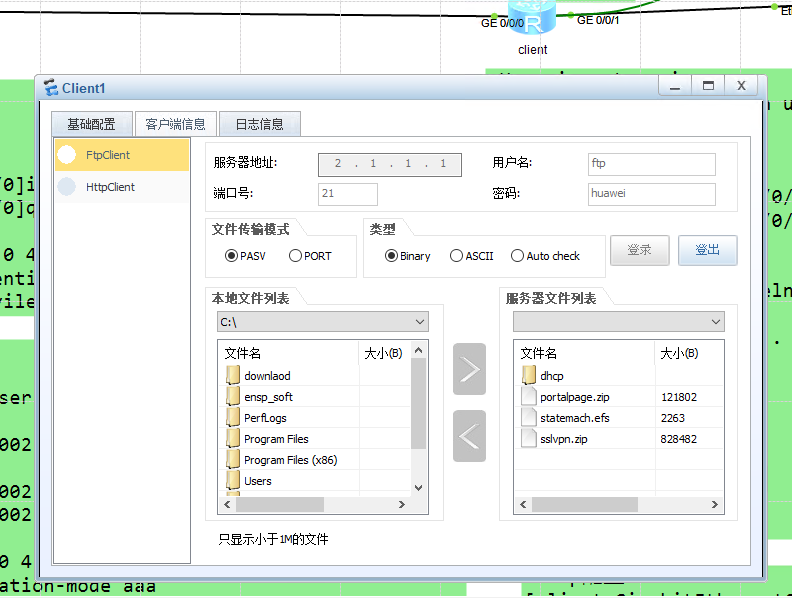 GE 0/0/0
GE 0/0/1
client
Client1
X
基础配置 客户端信息 日志信息
FtpClient
HttpClient
服务器地址: 2 . 1 . 1 . 1 用户名: ftp
端口号: 21 密码: huawei
文件传输模式 类型
PASV PORT Binary ASCII Auto check 登录 登出
本地文件列表 服务器文件列表
C:\
文件名 大小(B) 文件名 大小(B)
downlaod dhcp
ensp_soft portalpage.zip 121802
PerfLogs statemach.efs 2263
Program Files sslvpn.zip 828482
Program Files (x86)
Users
只显示小于1M的文件
/0]i
/0]q
0 4
enti
vile
ser
002
002
002
0 4
ation-mode aaa